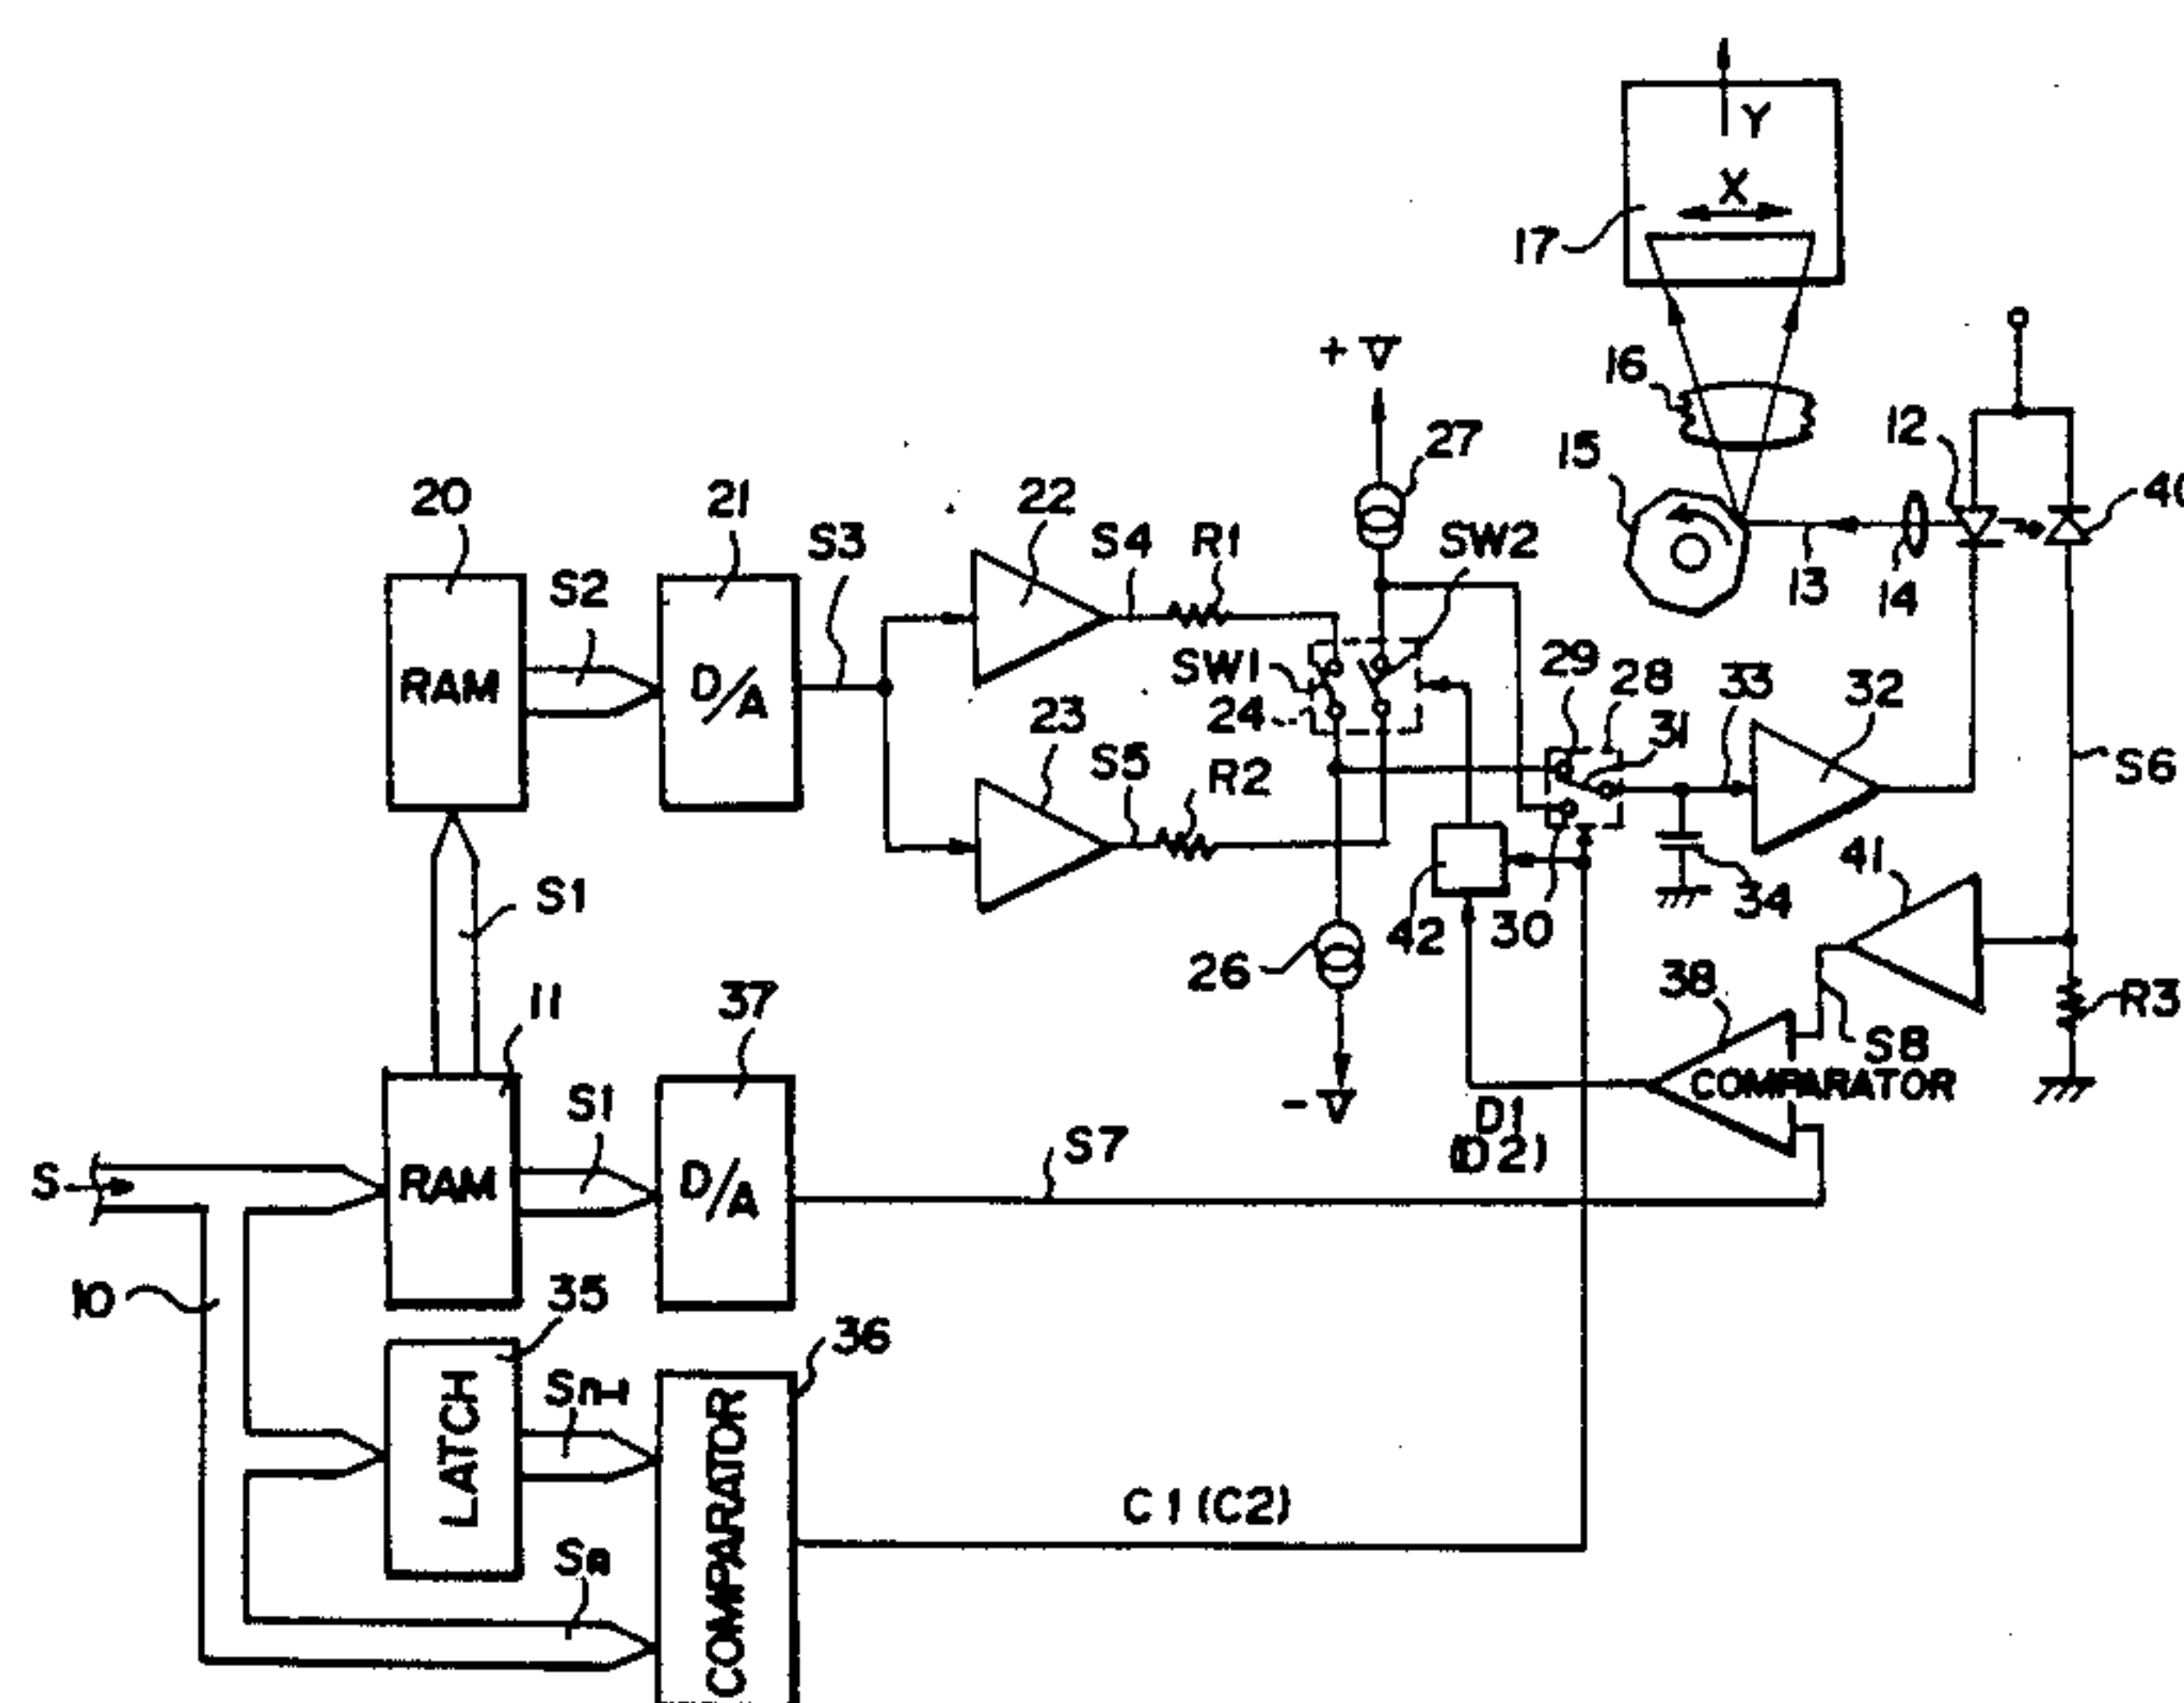 Y
X
17
+V
16
12
27
15
40
20
21
22
S3
S4
R1
SW2
13
14
S2
RAM
D/A
SW1
29
28
33
32
24
31
23
S5
R2
S6
S1
42
30
34
41
26
38
R3
11
37
S8
COMPARATOR
-V
D1
(D2)
S1
S7
S
RAM
D/A
10
35
36
LATCH
Sn-1
COMPARATOR
C1(C2)
Sn